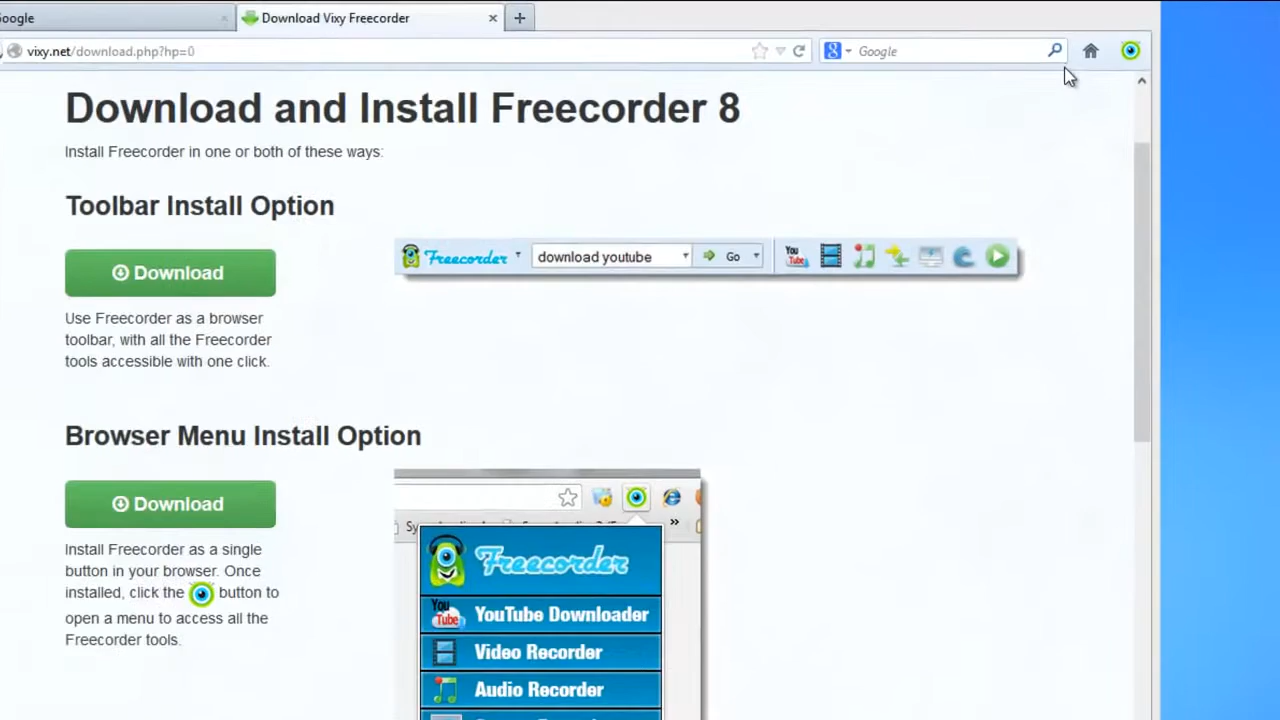 Google
Download Vixy Freecorder
vixy.net/download.php?hp=0
Google
Download and Install Freecorder 8
Install Freecorder in one or both of these ways:
Toolbar Install Option
Download
Freecorder
download youtube
Go
You
Tube
Use Freecorder as a browser
toolbar, with all the Freecorder
tools accessible with one click.
Browser Menu Install Option
Download
Install Freecorder as a single
button in your browser. Once
installed, click the button to
open a menu to access all the
Freecorder tools.
Freecorder
You
Tube
YouTube Downloader
Video Recorder
Audio Recorder